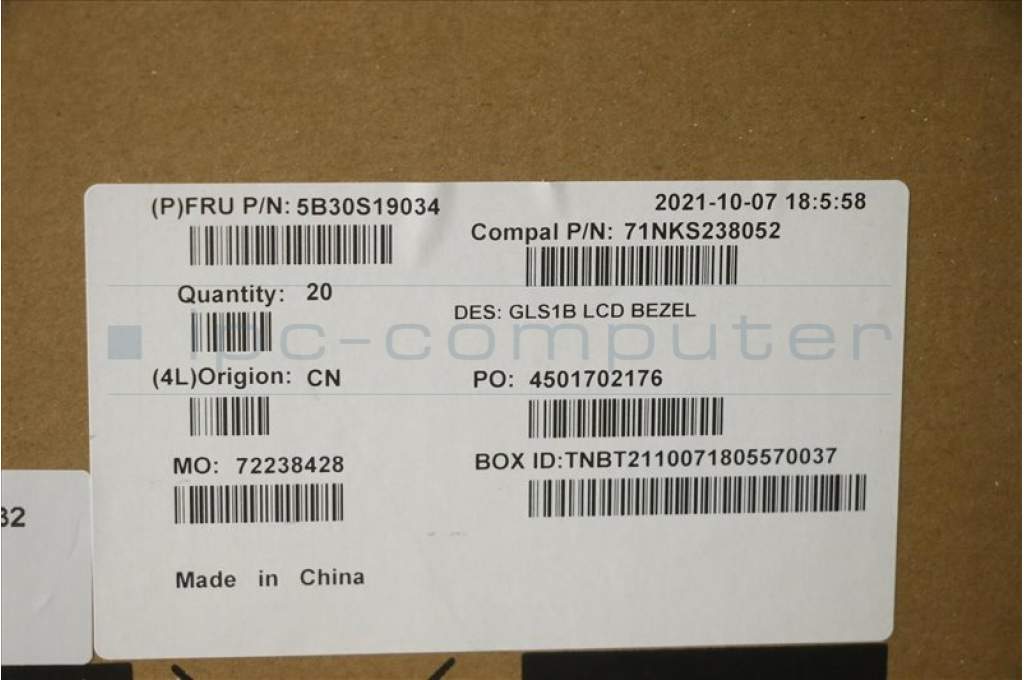 (P)FRU P/N: 5B30S19034
2021-10-07 18:5:58
Compal P/N: 71NKS238052
Quantity: 20
DES: GLS1B LCD BEZEL
ipc-computer
(4L)Origion: CN
PO: 4501702176
MO: 72238428
BOX ID:TNBT2110071805570037
32
Made in China